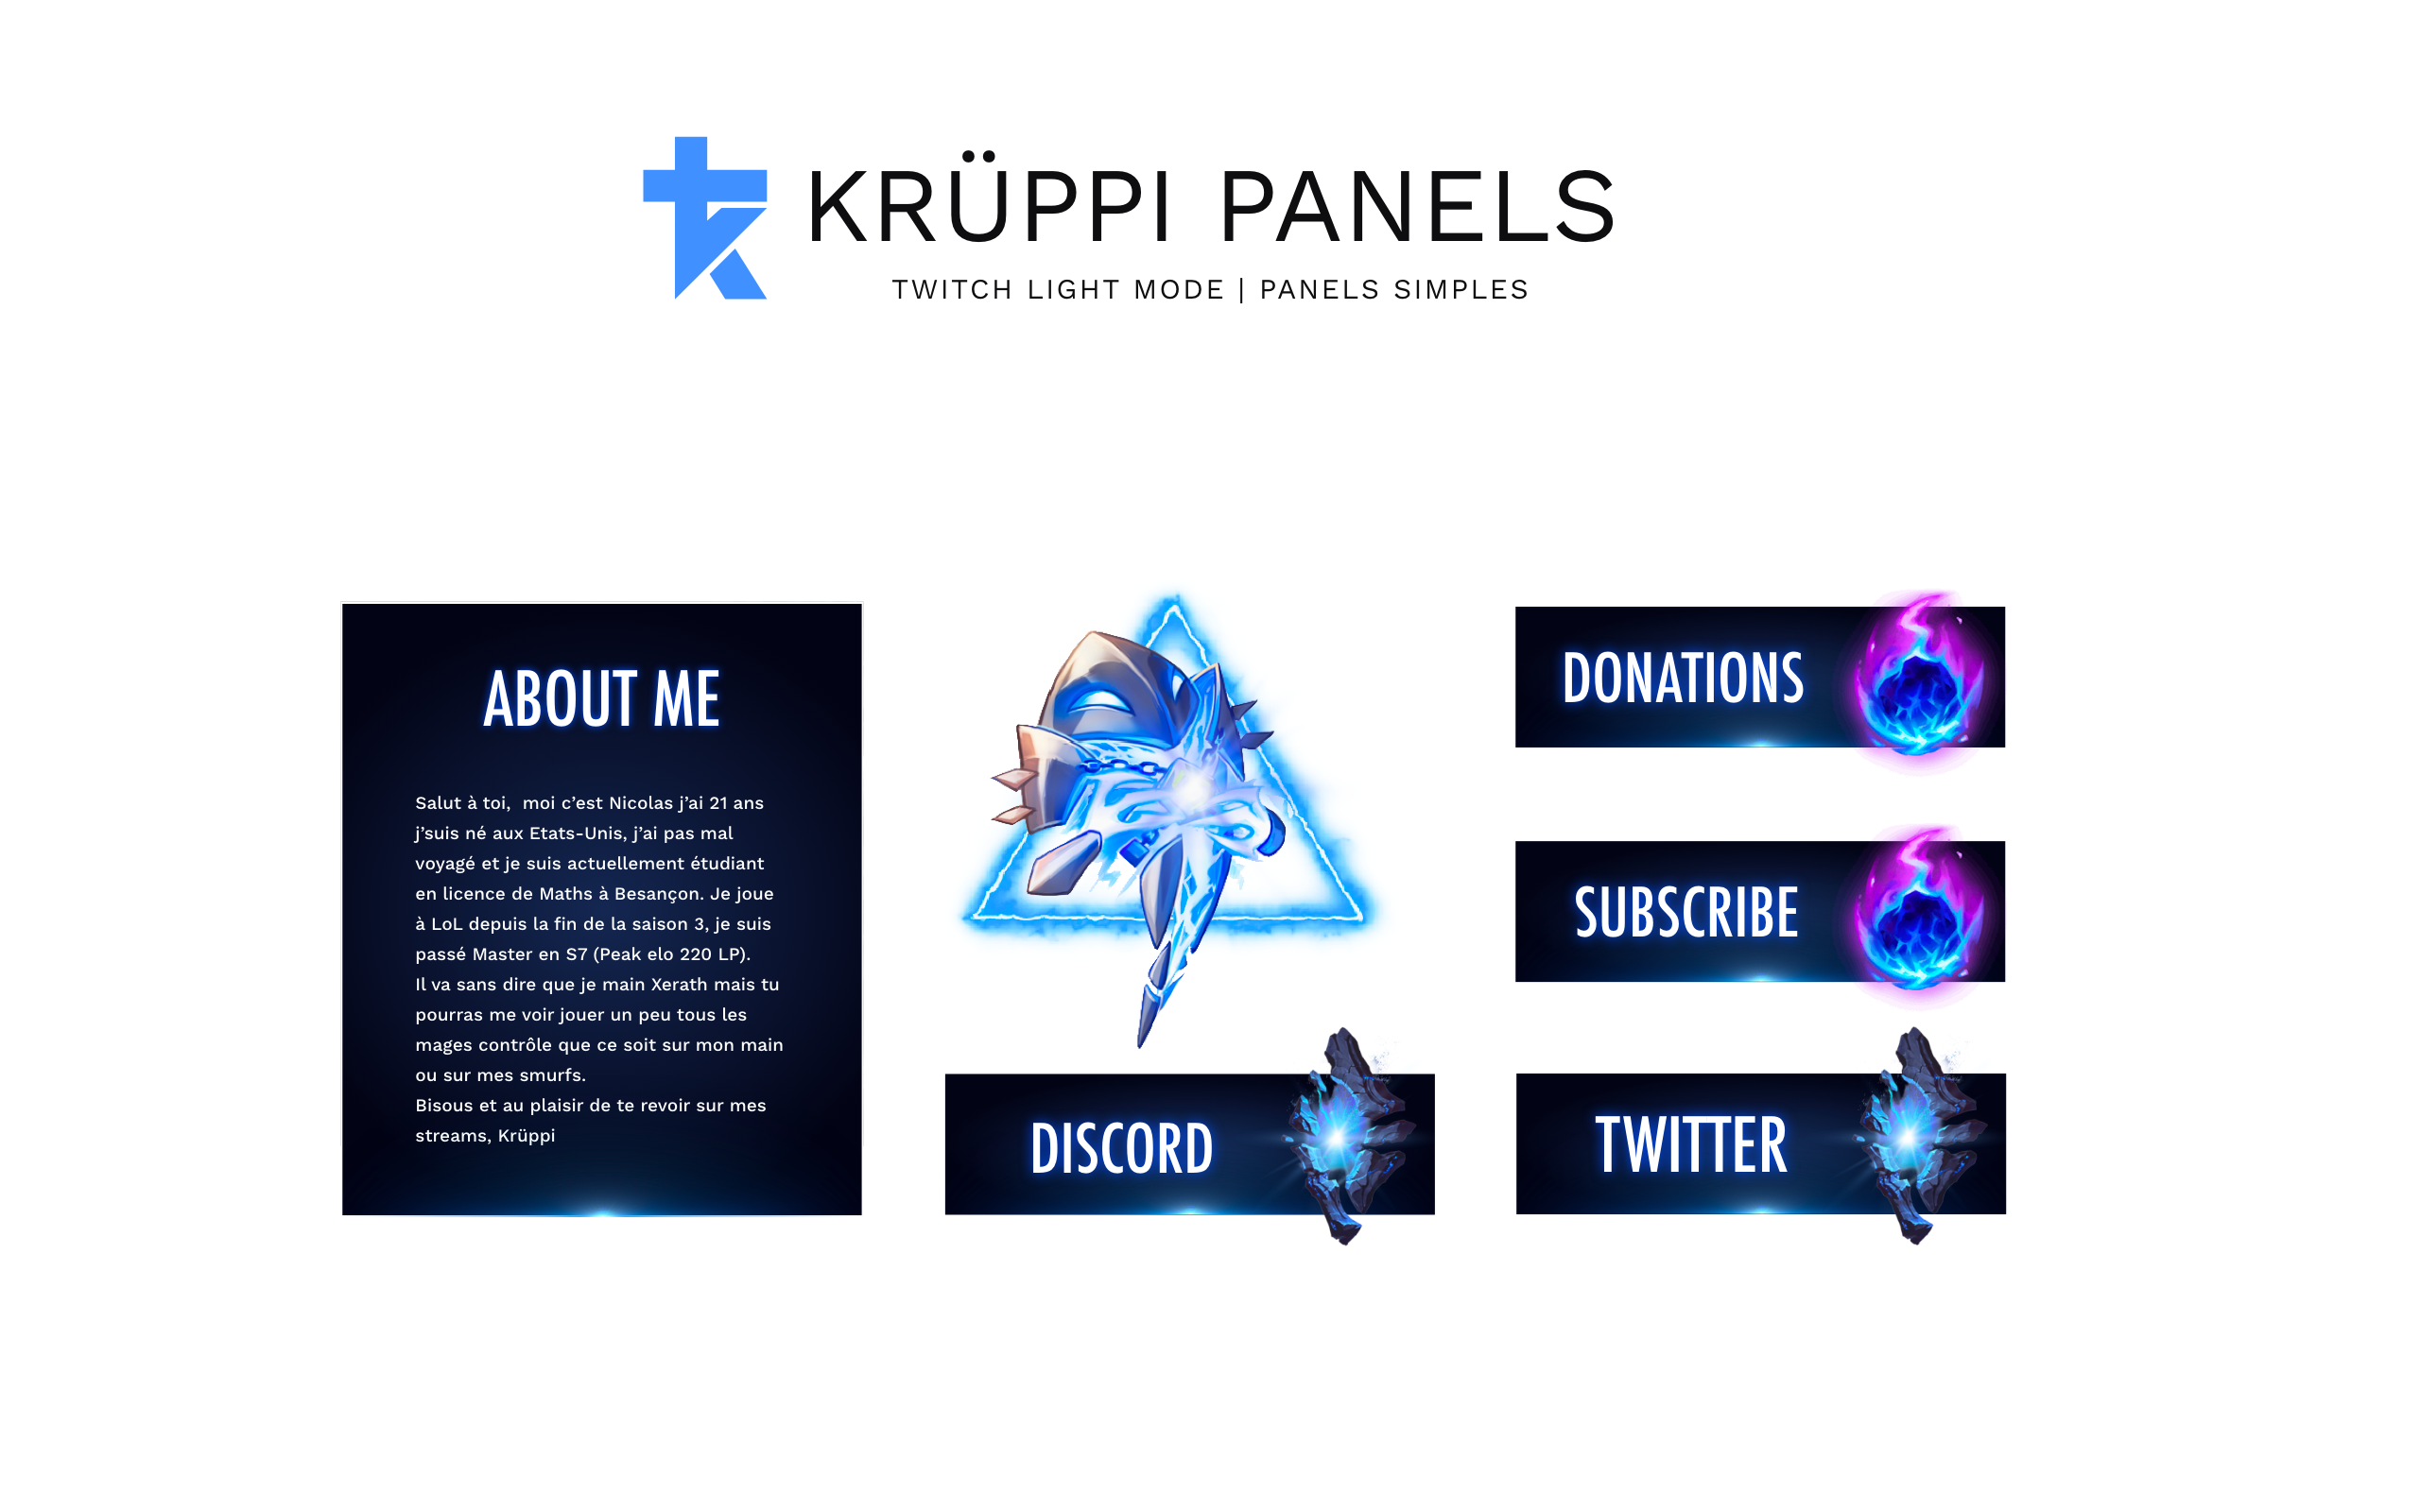 KRÜPPI PANELS
TWITCH LIGHT MODE | PANELS SIMPLES
ABOUT ME
Salut à toi,  moi c’est Nicolas j’ai 21 ans
j’suis né aux Etats-Unis, j’ai pas mal
voyagé et je suis actuellement étudiant
en licence de Maths à Besançon. Je joue
à LoL depuis la fin de la saison 3, je suis
passé Master en S7 (Peak elo 220 LP).
Il va sans dire que je main Xerath mais tu
pourras me voir jouer un peu tous les
mages contrôle que ce soit sur mon main
ou sur mes smurfs.
Bisous et au plaisir de te revoir sur mes
streams, Krüppi
DISCORD
DONATIONS
SUBSCRIBE
TWITTER